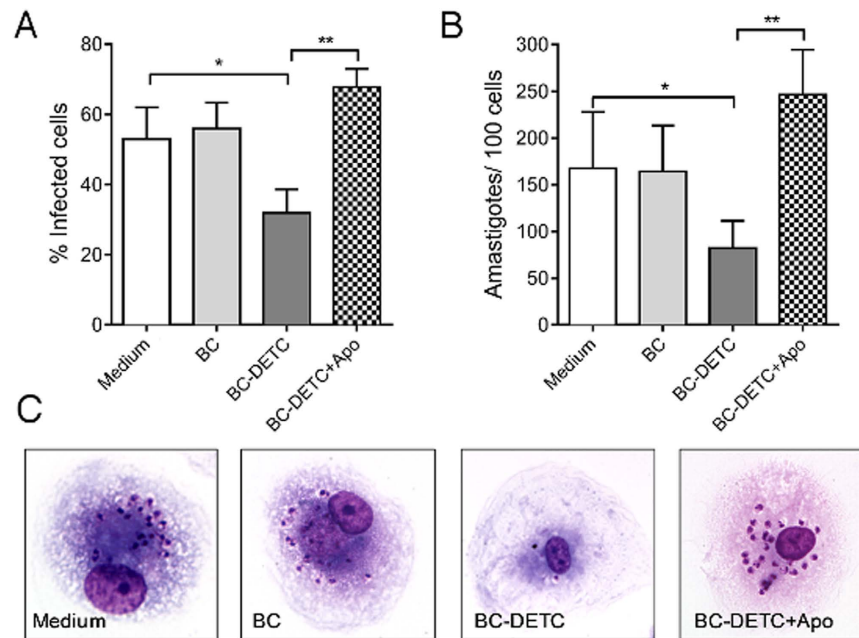 A
% Infected cells
80
60
40
20
0
*
**
Medium
BC
BC-DETC
BC-DETC+Apo
B
Amastigotes/ 100 cells
300
250
200
150
100
50
0
*
**
Medium
BC
BC-DETC
BC-DETC+Apo
C
Medium
BC
BC-DETC
BC-DETC+Apo